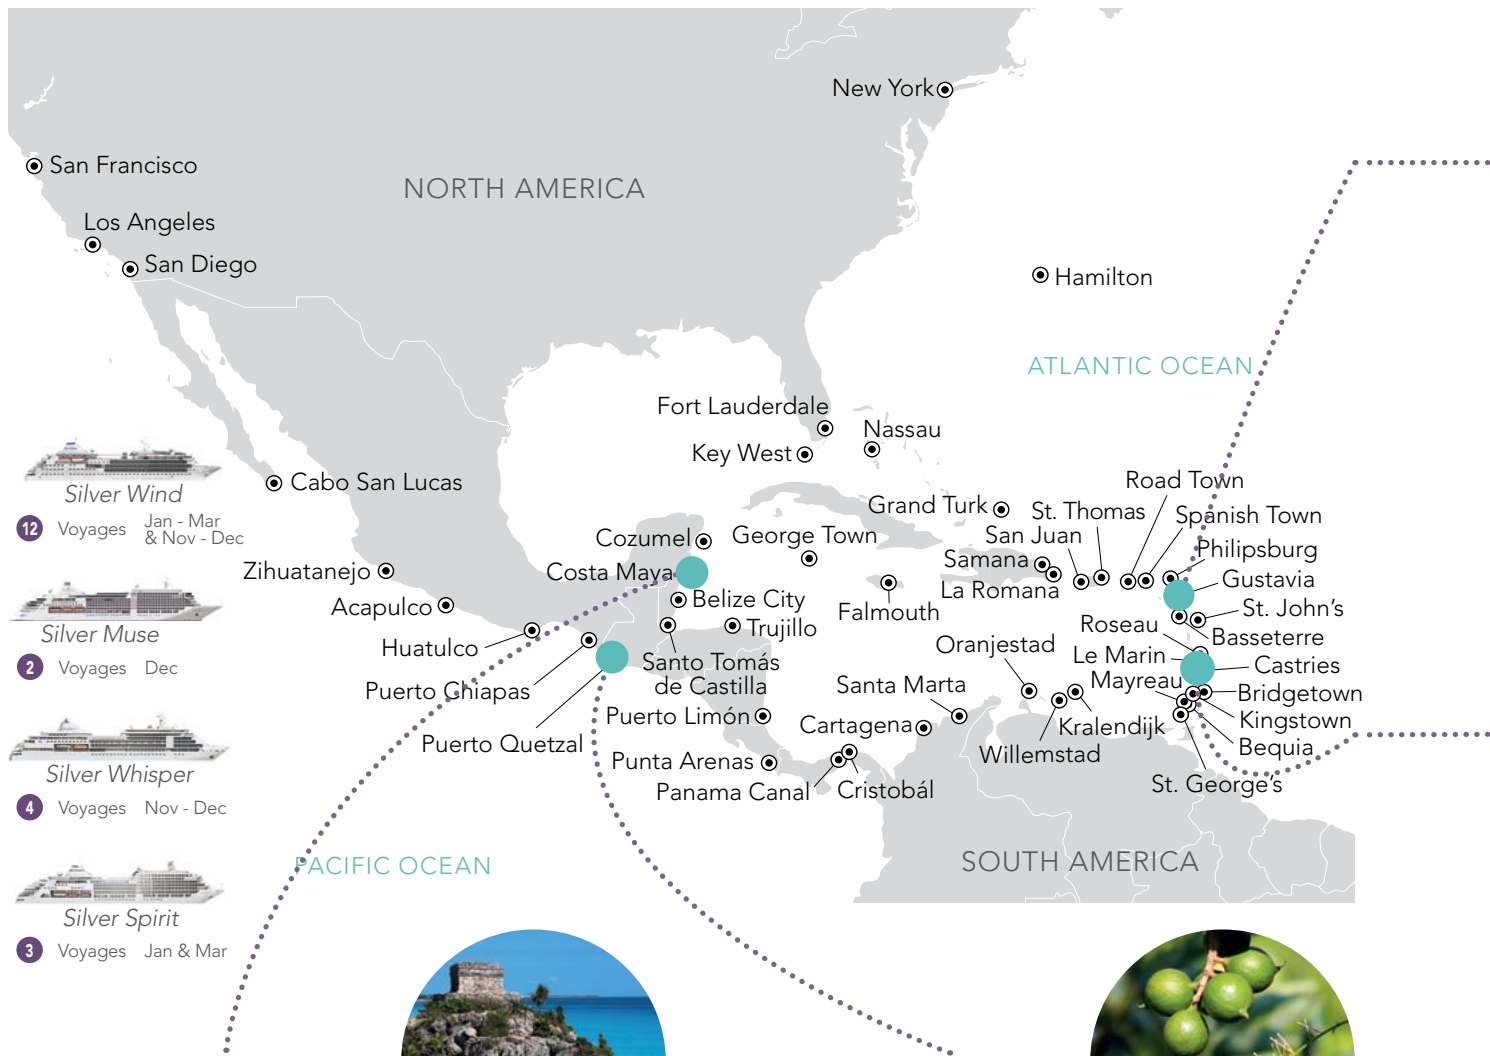 New York
San Francisco
NORTH AMERICA
Los Angeles
San Diego
Hamilton
ATLANTIC OCEAN
Fort Lauderdale
Nassau
Key West
Cabo San Lucas
Silver Wind
12 Voyages Jan - Mar
& Nov - Dec
Road Town
Grand Turk
St. Thomas
Spanish Town
San Juan
Cozumel
George Town
Philipsburg
Samana
Zihuatanejo
Costa Maya
Gustavia
La Romana
Acapulco
Belize City
Falmouth
St. John's
Trujillo
Roseau
Basseterre
Silver Muse
2 Voyages Dec
Huatulco
Oranjestad
Le Marin
Castries
Santo Tomás
de Castilla
Mayreau
Puerto Chiapas
Santa Marta
Bridgetown
Puerto Limón
Cartagena
Kralendijk
Kingstown
Puerto Quetzal
Willemstad
Bequia
Punta Arenas
Silver Whisper
4 Voyages Nov - Dec
Panama Canal
Cristobál
St. George's
PACIFIC OCEAN
SOUTH AMERICA
Silver Spirit
3 Voyages Jan & Mar